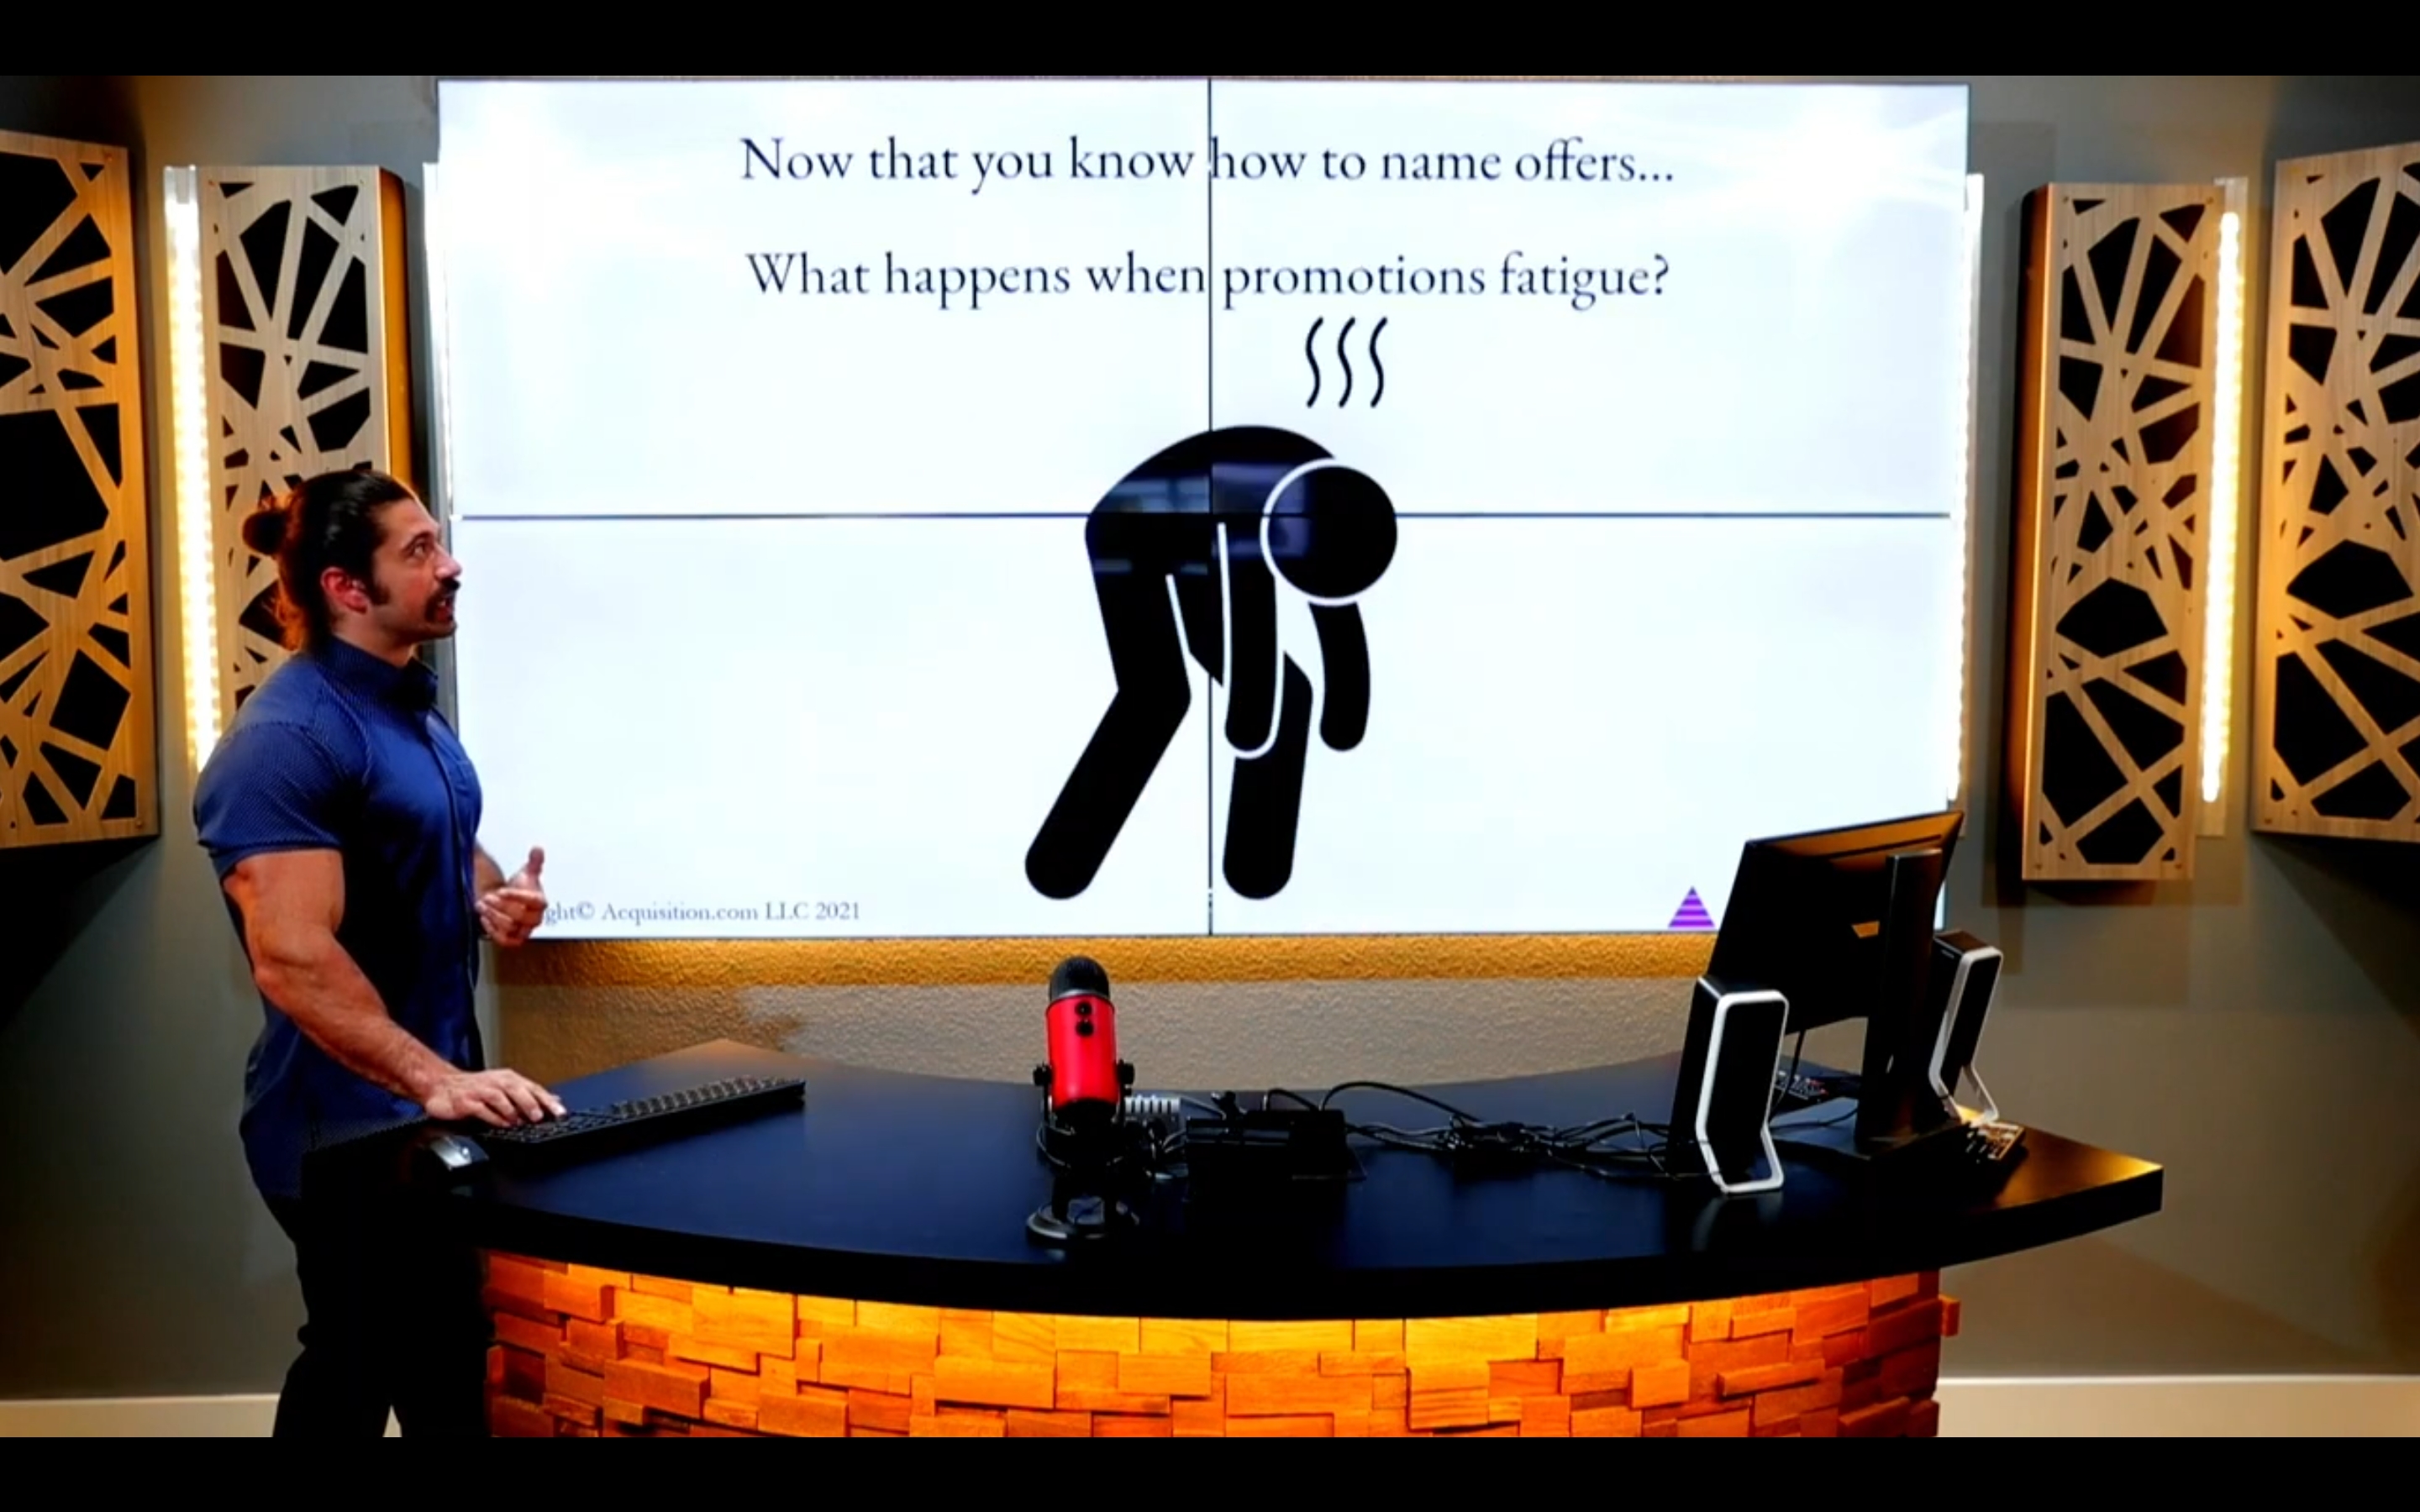 Now that you know how to name offers...
What happens when promotions fatigue?
ght© Acquisition.com LLC 2021